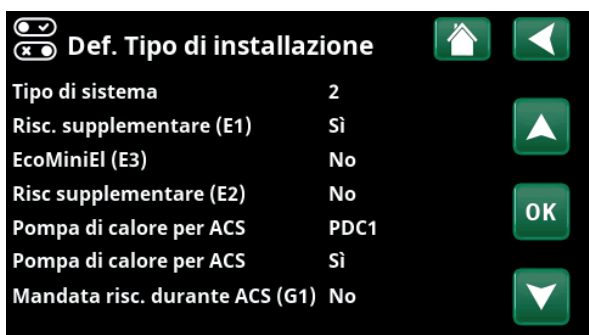 Def. Tipo di installazione
Tipo di sistema 2
Risc. supplementare (E1) Sì
EcoMiniEl (E3) No
Risc supplementare (E2) No
Pompa di calore per ACS PDC1
Pompa di calore per ACS Sì
Mandata risc. durante ACS (G1) No
OK